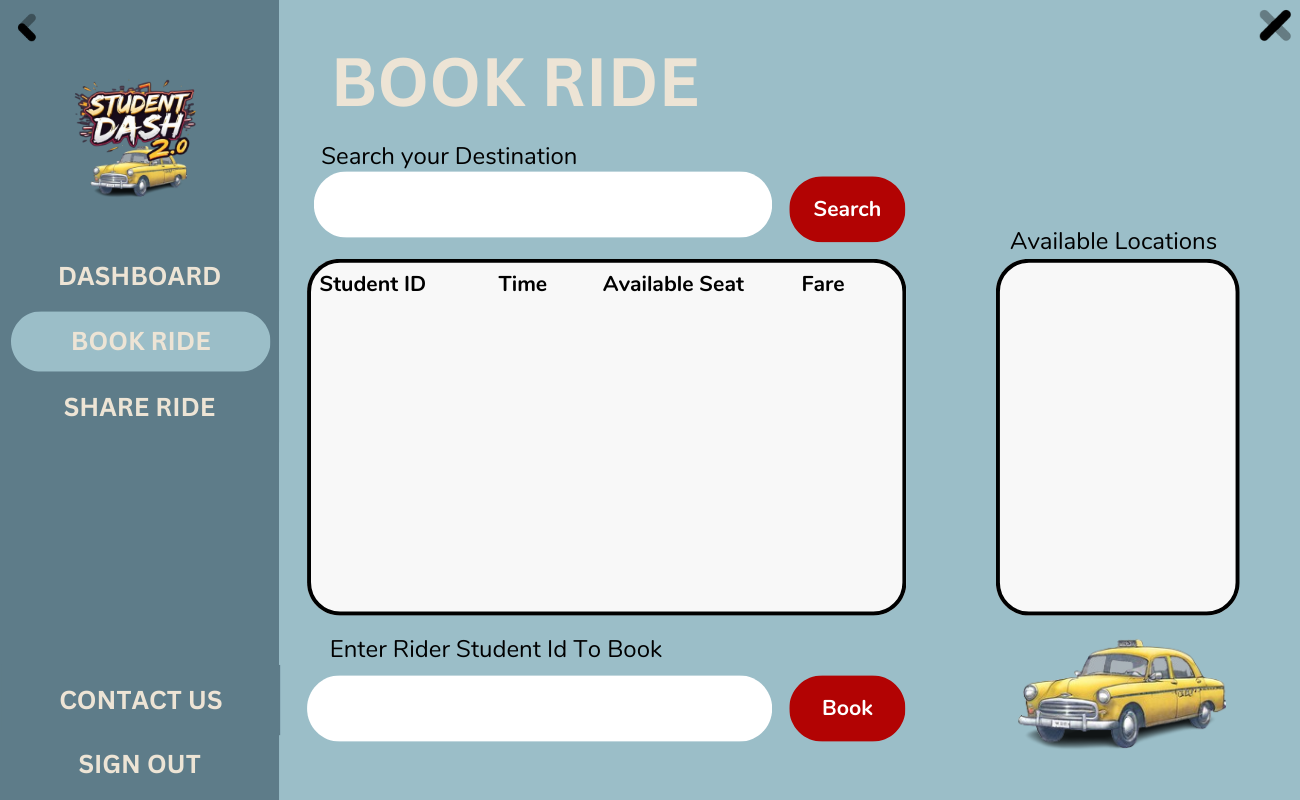 STUDENT
DASH
2.0
DASHBOARD
BOOK RIDE
SHARE RIDE
CONTACT US
SIGN OUT
BOOK RIDE
Search your Destination
Search
Student ID Time Available Seat Fare
Available Locations
Enter Rider Student Id To Book
Book